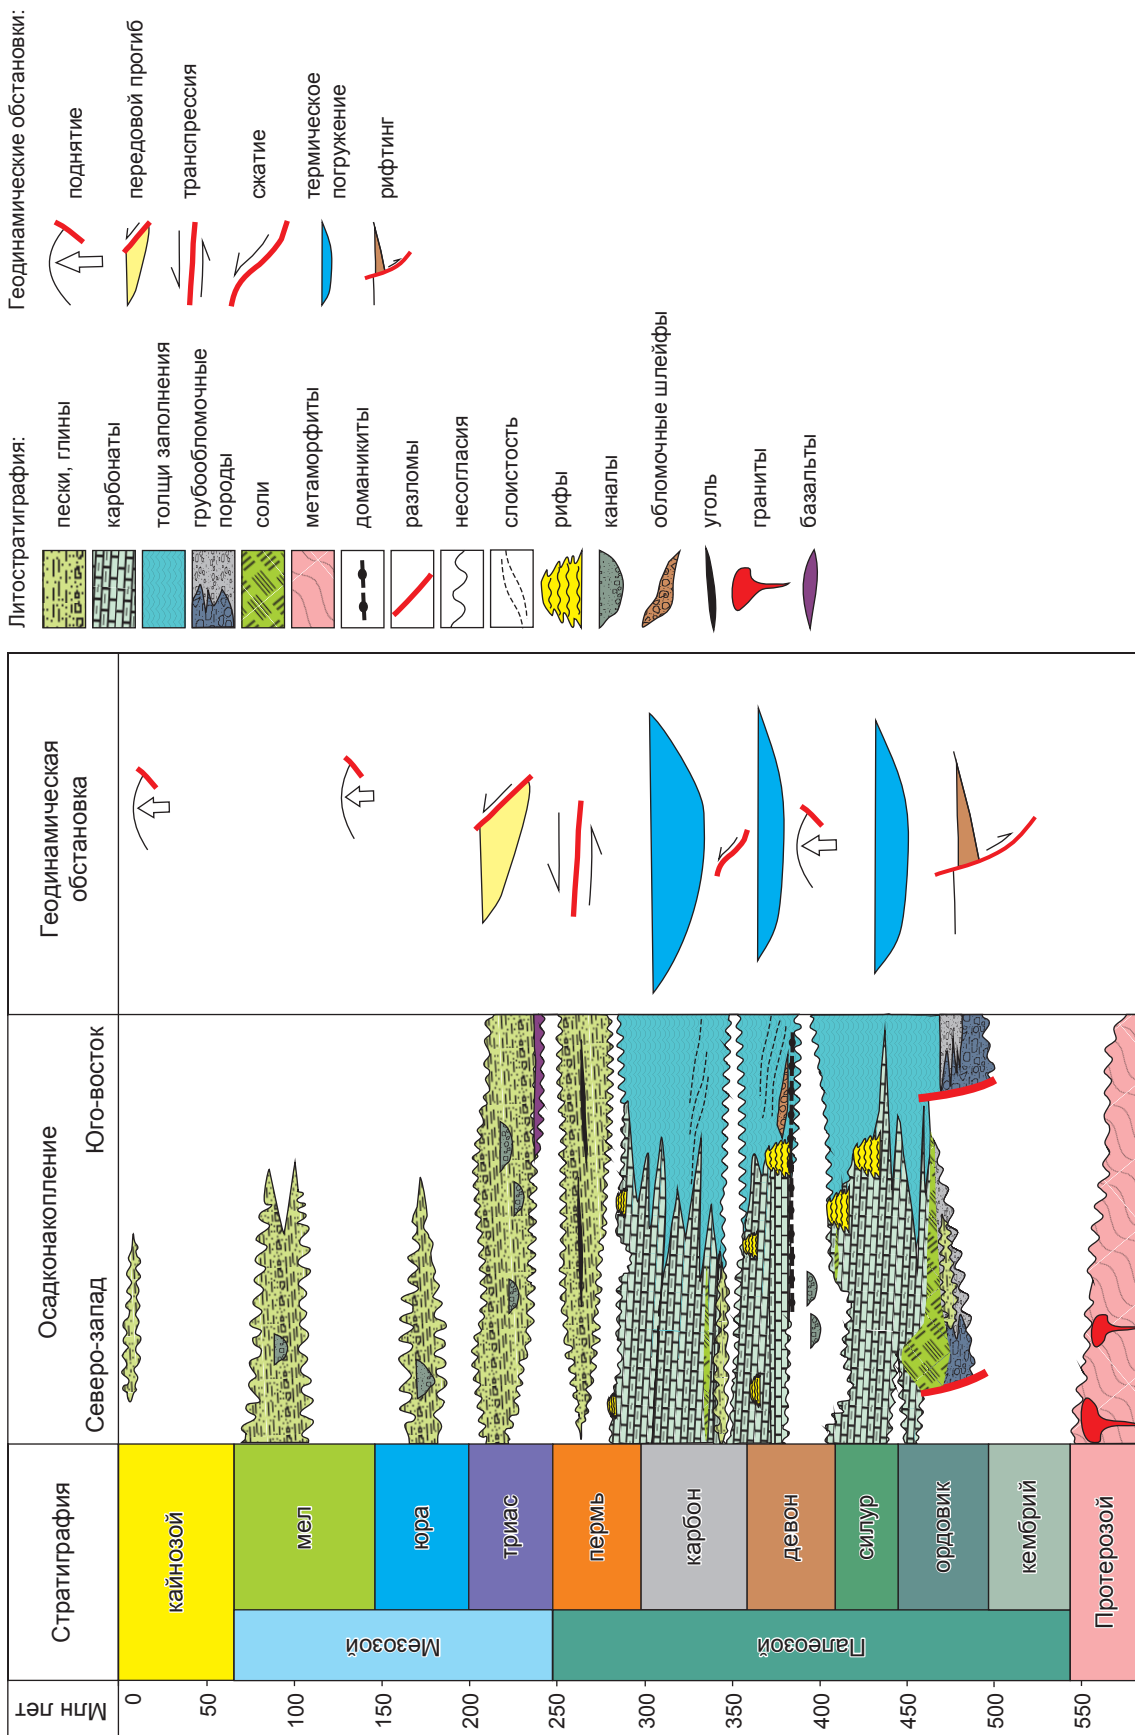 Млн лет
Стратиграфия
Осадконакопление
Северо-запад
Юго-восток
Геодинамическая
обстановка
0
50
100
150
200
250
300
350
400
450
500
550
Мезозой
Палеозой
кайнозой
мел
юра
триас
пермь
карбон
девон
силур
ордовик
кембрий
Протерозой
Литостратиграфия:
пески, глины
карбонаты
толщи заполнения
грубообломочные
породы
соли
метаморфиты
доманикиты
разломы
несогласия
слоистость
рифы
каналы
обломочные шлейфы
уголь
граниты
базальты
Геодинамические обстановки:
поднятие
передовой прогиб
транспрессия
сжатие
термическое
погружение
рифтинг